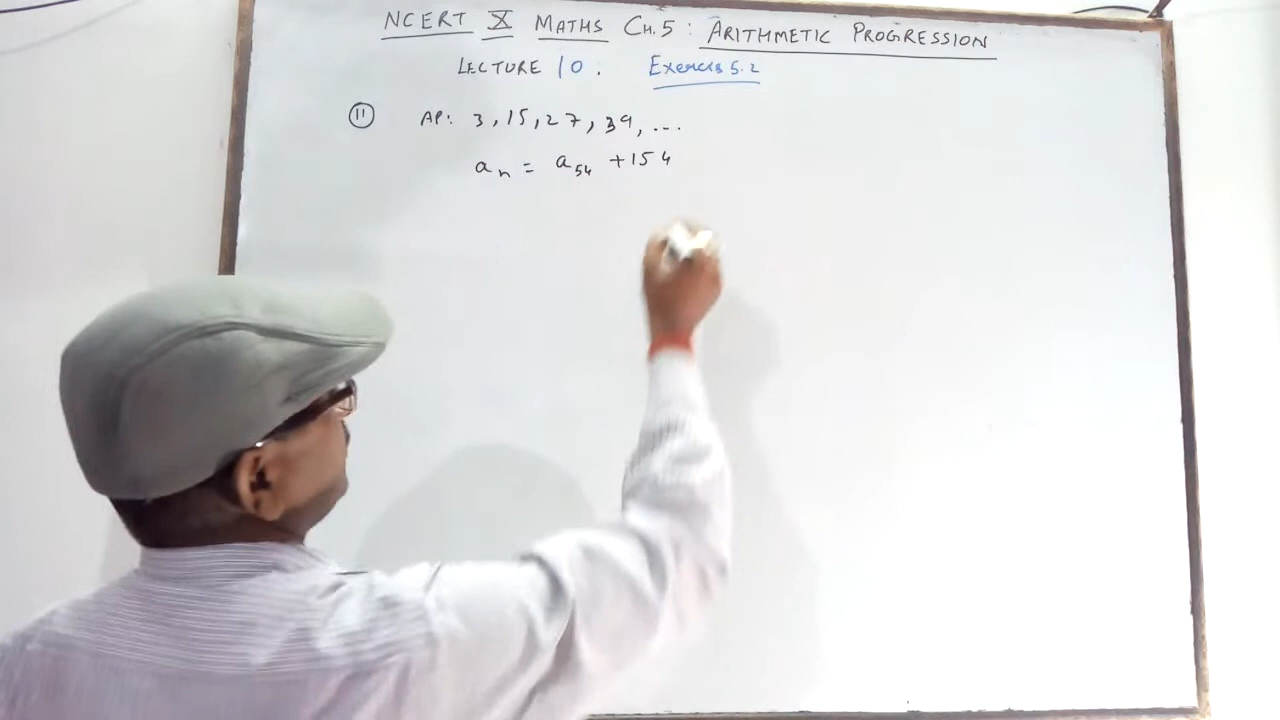 NCERT X MATHS Ch.5 : ARITHMETIC PROGRESSION
LECTURE 10. Exercis 5.2
11 AP: 3, 15, 27, 39, ...
aₙ = a₅₄ + 154